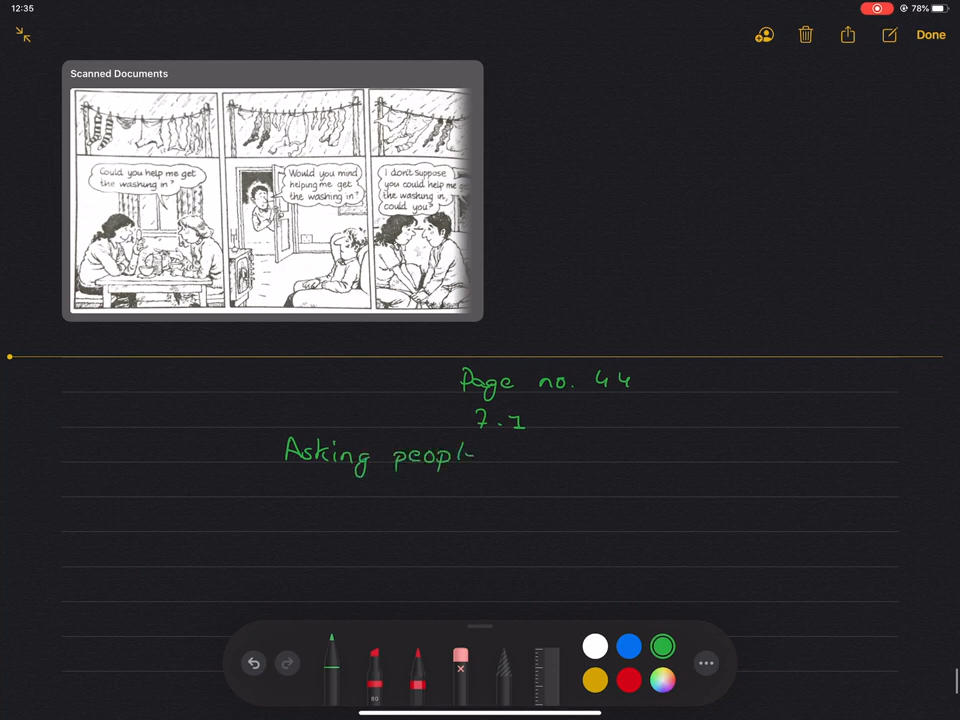 12:35
78%
Done
Scanned Documents
Could you help me get
the washing in?
Would you mind
helping me get
the washing in?
I don't suppose
you could help me
the washing in,
could you?
Page no. 44
7.1
Asking peopl
80